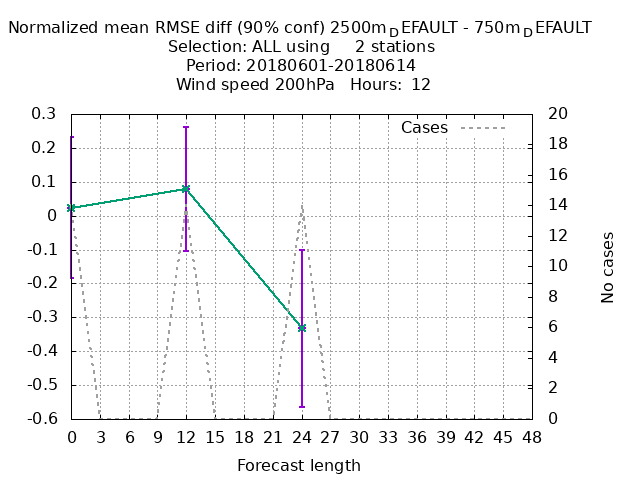 Normalized mean RMSE diff (90% conf) 2500m_DEFAULT - 750m_DEFAULT
Selection: ALL using 2 stations
Period: 20180601-20180614
Wind speed 200hPa Hours: 12
Cases
0.3
0.2
0.1
0
-0.1
-0.2
-0.3
-0.4
-0.5
-0.6
20
18
16
14
12
10
8
6
4
2
0
No cases
0 3 6 9 12 15 18 21 24 27 30 33 36 39 42 45 48
Forecast length